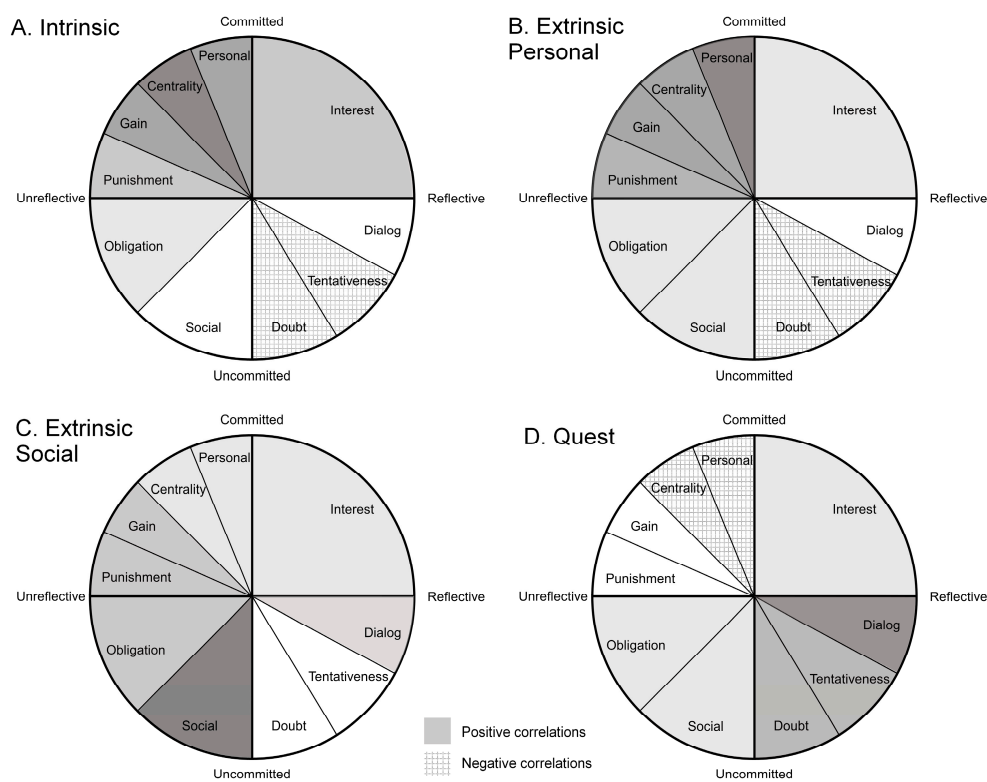 A. Intrinsic
Committed
Personal
Centrality
Gain
Punishment
Interest
Unreflective
Reflective
Obligation
Social
Doubt
Tentativeness
Dialog
Uncommitted
B. Extrinsic
Personal
Committed
Personal
Centrality
Gain
Punishment
Interest
Unreflective
Reflective
Obligation
Social
Doubt
Tentativeness
Dialog
Uncommitted
C. Extrinsic
Social
Committed
Personal
Centrality
Gain
Punishment
Interest
Unreflective
Reflective
Obligation
Social
Doubt
Tentativeness
Dialog
Uncommitted
D. Quest
Committed
Personal
Centrality
Gain
Punishment
Interest
Unreflective
Reflective
Obligation
Social
Doubt
Tentativeness
Dialog
Uncommitted
Positive correlations
Negative correlations